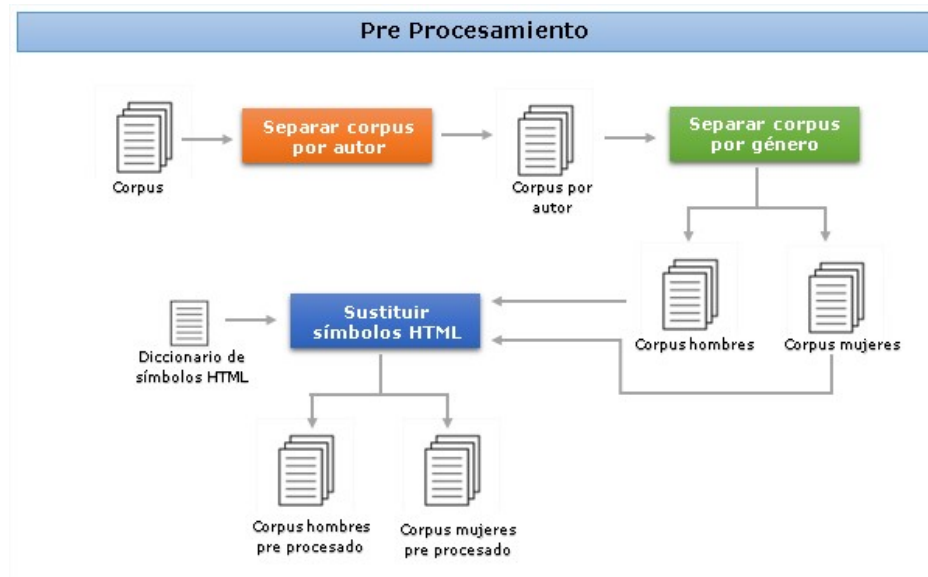 Pre Procesamiento
Separar corpus
por autor
Separar corpus
por género
Corpus
Corpus por
autor
Sustituir
símbolos HTML
Corpus hombres
Corpus mujeres
Diccionario de
símbolos HTML
Corpus hombres
pre procesado
Corpus mujeres
pre procesado